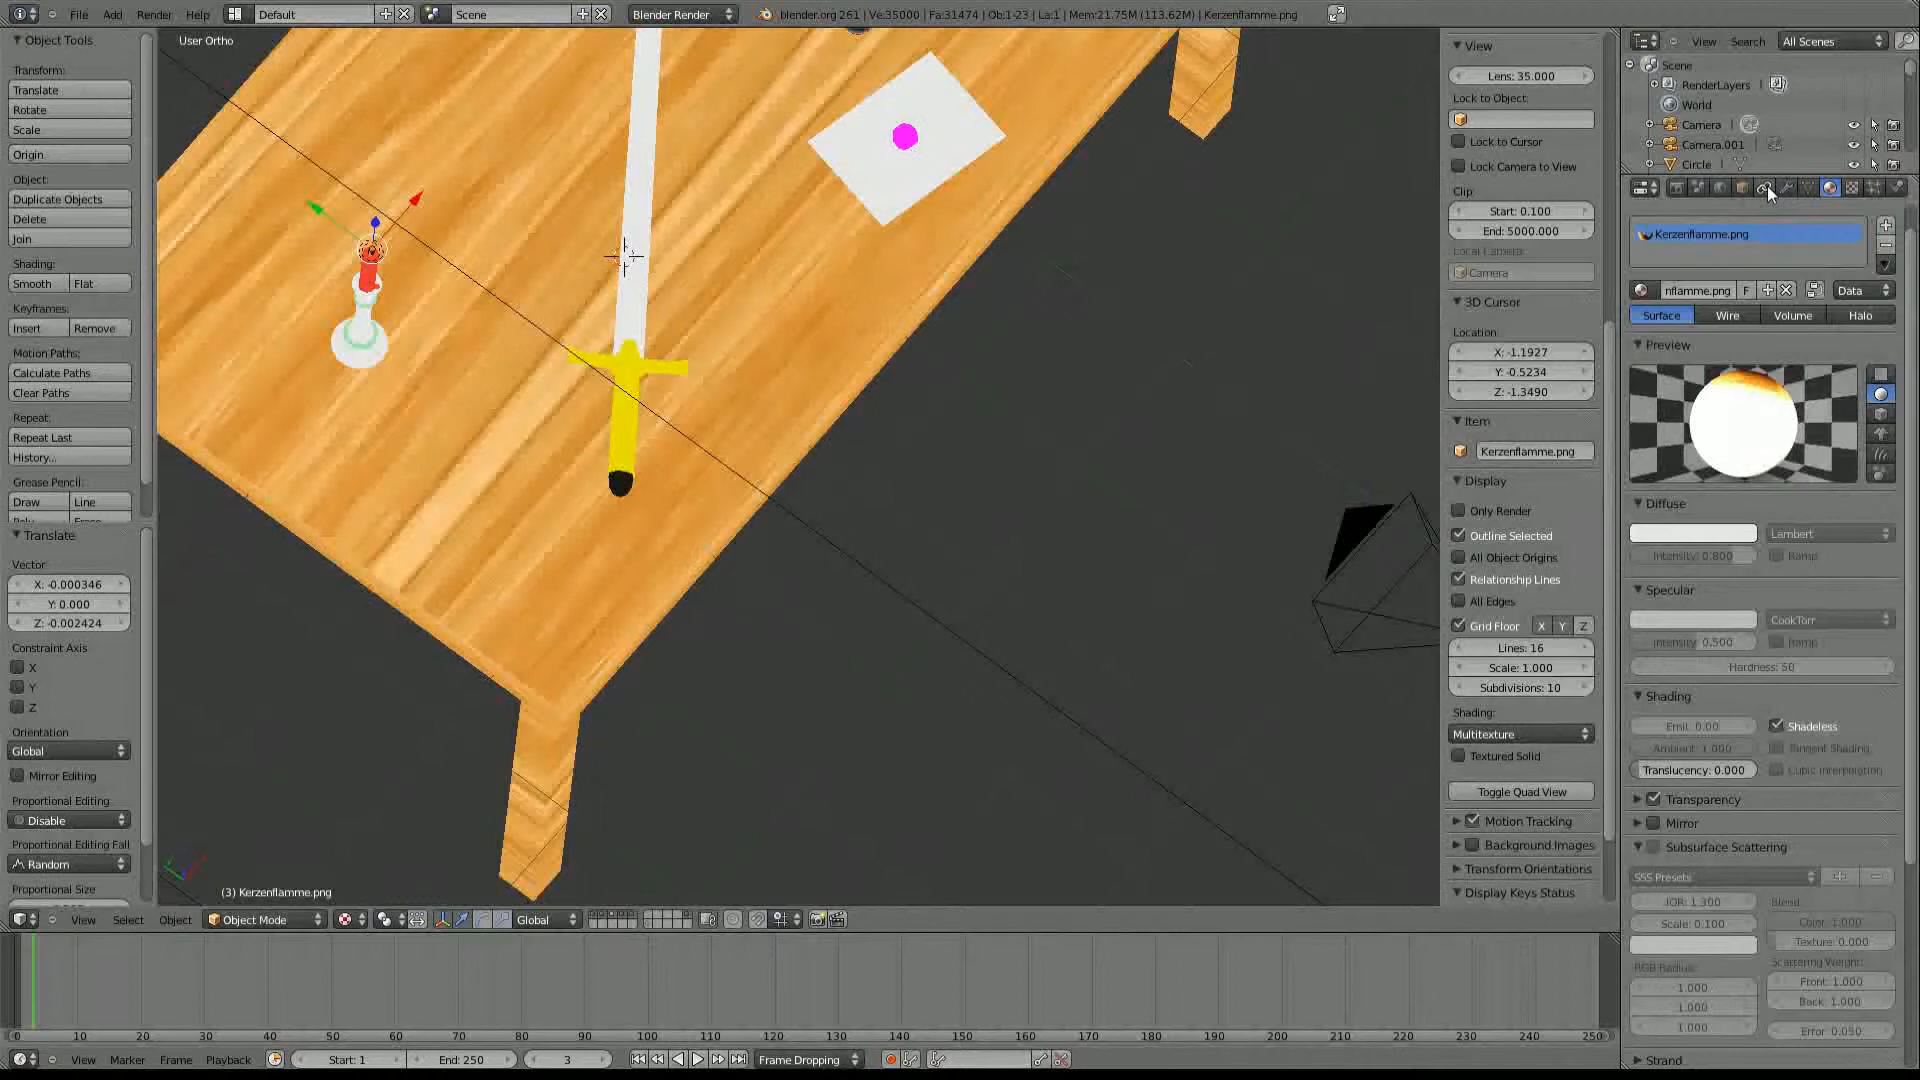 File Add Render Help Default Scene Blender Render blender.org 261 | Ve:35000 | Fa:31474 | Ob:1-23 | La:1 | Mem:21.75M (113.62M) | Kerzenflamme.png
Object Tools
Transform:
Translate
Rotate
Scale
Origin
Object:
Duplicate Objects
Delete
Join
Shading:
Smooth Flat
Keyframes:
Insert Remove
Motion Paths:
Calculate Paths
Clear Paths
Repeat:
Repeat Last
History...
Grease Pencil:
Draw Line
Translate
Vector
X: -0.000346
Y: 0.000
Z: -0.002424
Constraint Axis
X
Y
Z
Orientation
Global
Mirror Editing
Proportional Editing
Disable
Proportional Editing Fall
Random
Proportional Size
User Ortho
(3) Kerzenflamme.png
View Select Object Object Mode Global
View
Lens: 35.000
Lock to Object:
Lock to Cursor
Lock Camera to View
Clip:
Start: 0.100
End: 5000.000
Local Camera:
Camera
3D Cursor
Location:
X: -1.1927
Y: -0.5234
Z: -1.3490
Item
Kerzenflamme.png
Display
Only Render
Outline Selected
All Object Origins
Relationship Lines
All Edges
Grid Floor X Y Z
Lines: 16
Scale: 1.000
Subdivisions: 10
Shading:
Multitexture
Textured Solid
Toggle Quad View
Motion Tracking
Background Images
Transform Orientations
Display Keys Status
View Search All Scenes
Scene
RenderLayers
World
Camera
Camera.001
Circle
Kerzenflamme.png
nflamme.png F Data
Surface Wire Volume Halo
Preview
Diffuse
Lambert
Intensity: 0.800 Ramp
Specular
CookTorr
Intensity: 0.500 Ramp
Hardness: 50
Shading
Emit: 0.00 Shadeless
Ambient: 1.000 Tangent Shading
Translucency: 0.000 Cubic Interpolation
Transparency
Mirror
Subsurface Scattering
SSS Presets
IOR: 1.300 Blend:
Scale: 0.100 Color: 1.000
Texture: 0.000
RGB Radius: Scattering Weight:
1.000 Front: 1.000
1.000 Back: 1.000
1.000 Error: 0.050
Strand
0 10 20 30 40 50 60 70 80 90 100 110 120 130 140 150 160 170 180 190 200 210 220 230 240 250
View Marker Frame Playback Start: 1 End: 250 3 Frame Dropping